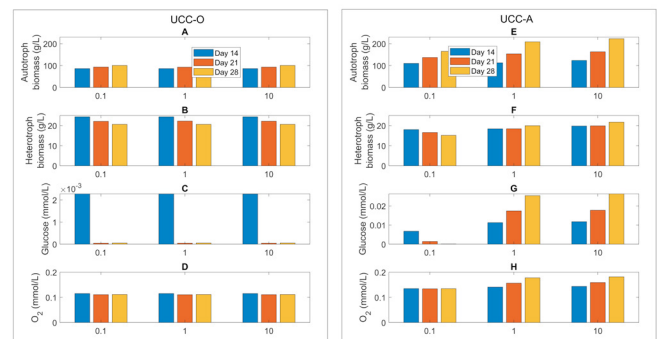 UCC-O
A
Autotroph
biomass (g/L)
200
100
0
Day 14
Day 21
Day 28
0.1
1
10
B
Heterotroph
biomass (g/L)
20
10
0
0.1
1
10
C
×10⁻³
Glucose (mmol/L)
2
1
0
0.1
1
10
D
O₂ (mmol/L)
0.2
0.1
0
0.1
1
10
UCC-A
E
Autotroph
biomass (g/L)
200
100
0
Day 14
Day 21
Day 28
0.1
1
10
F
Heterotroph
biomass (g/L)
20
10
0
0.1
1
10
G
Glucose (mmol/L)
0.02
0.01
0
0.1
1
10
H
O₂ (mmol/L)
0.2
0.1
0
0.1
1
10